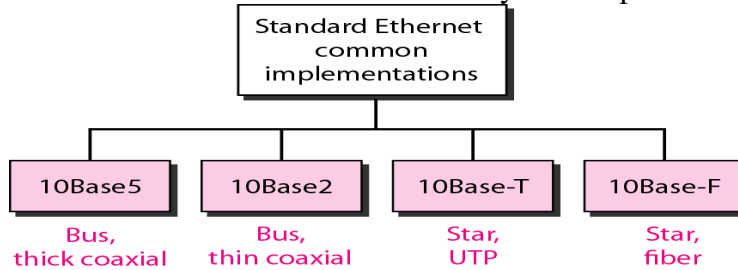 Standard Ethernet
common
implementations
10Base5
10Base2
10Base-T
10Base-F
Bus,
thick coaxial
Bus,
thin coaxial
Star,
UTP
Star,
fiber